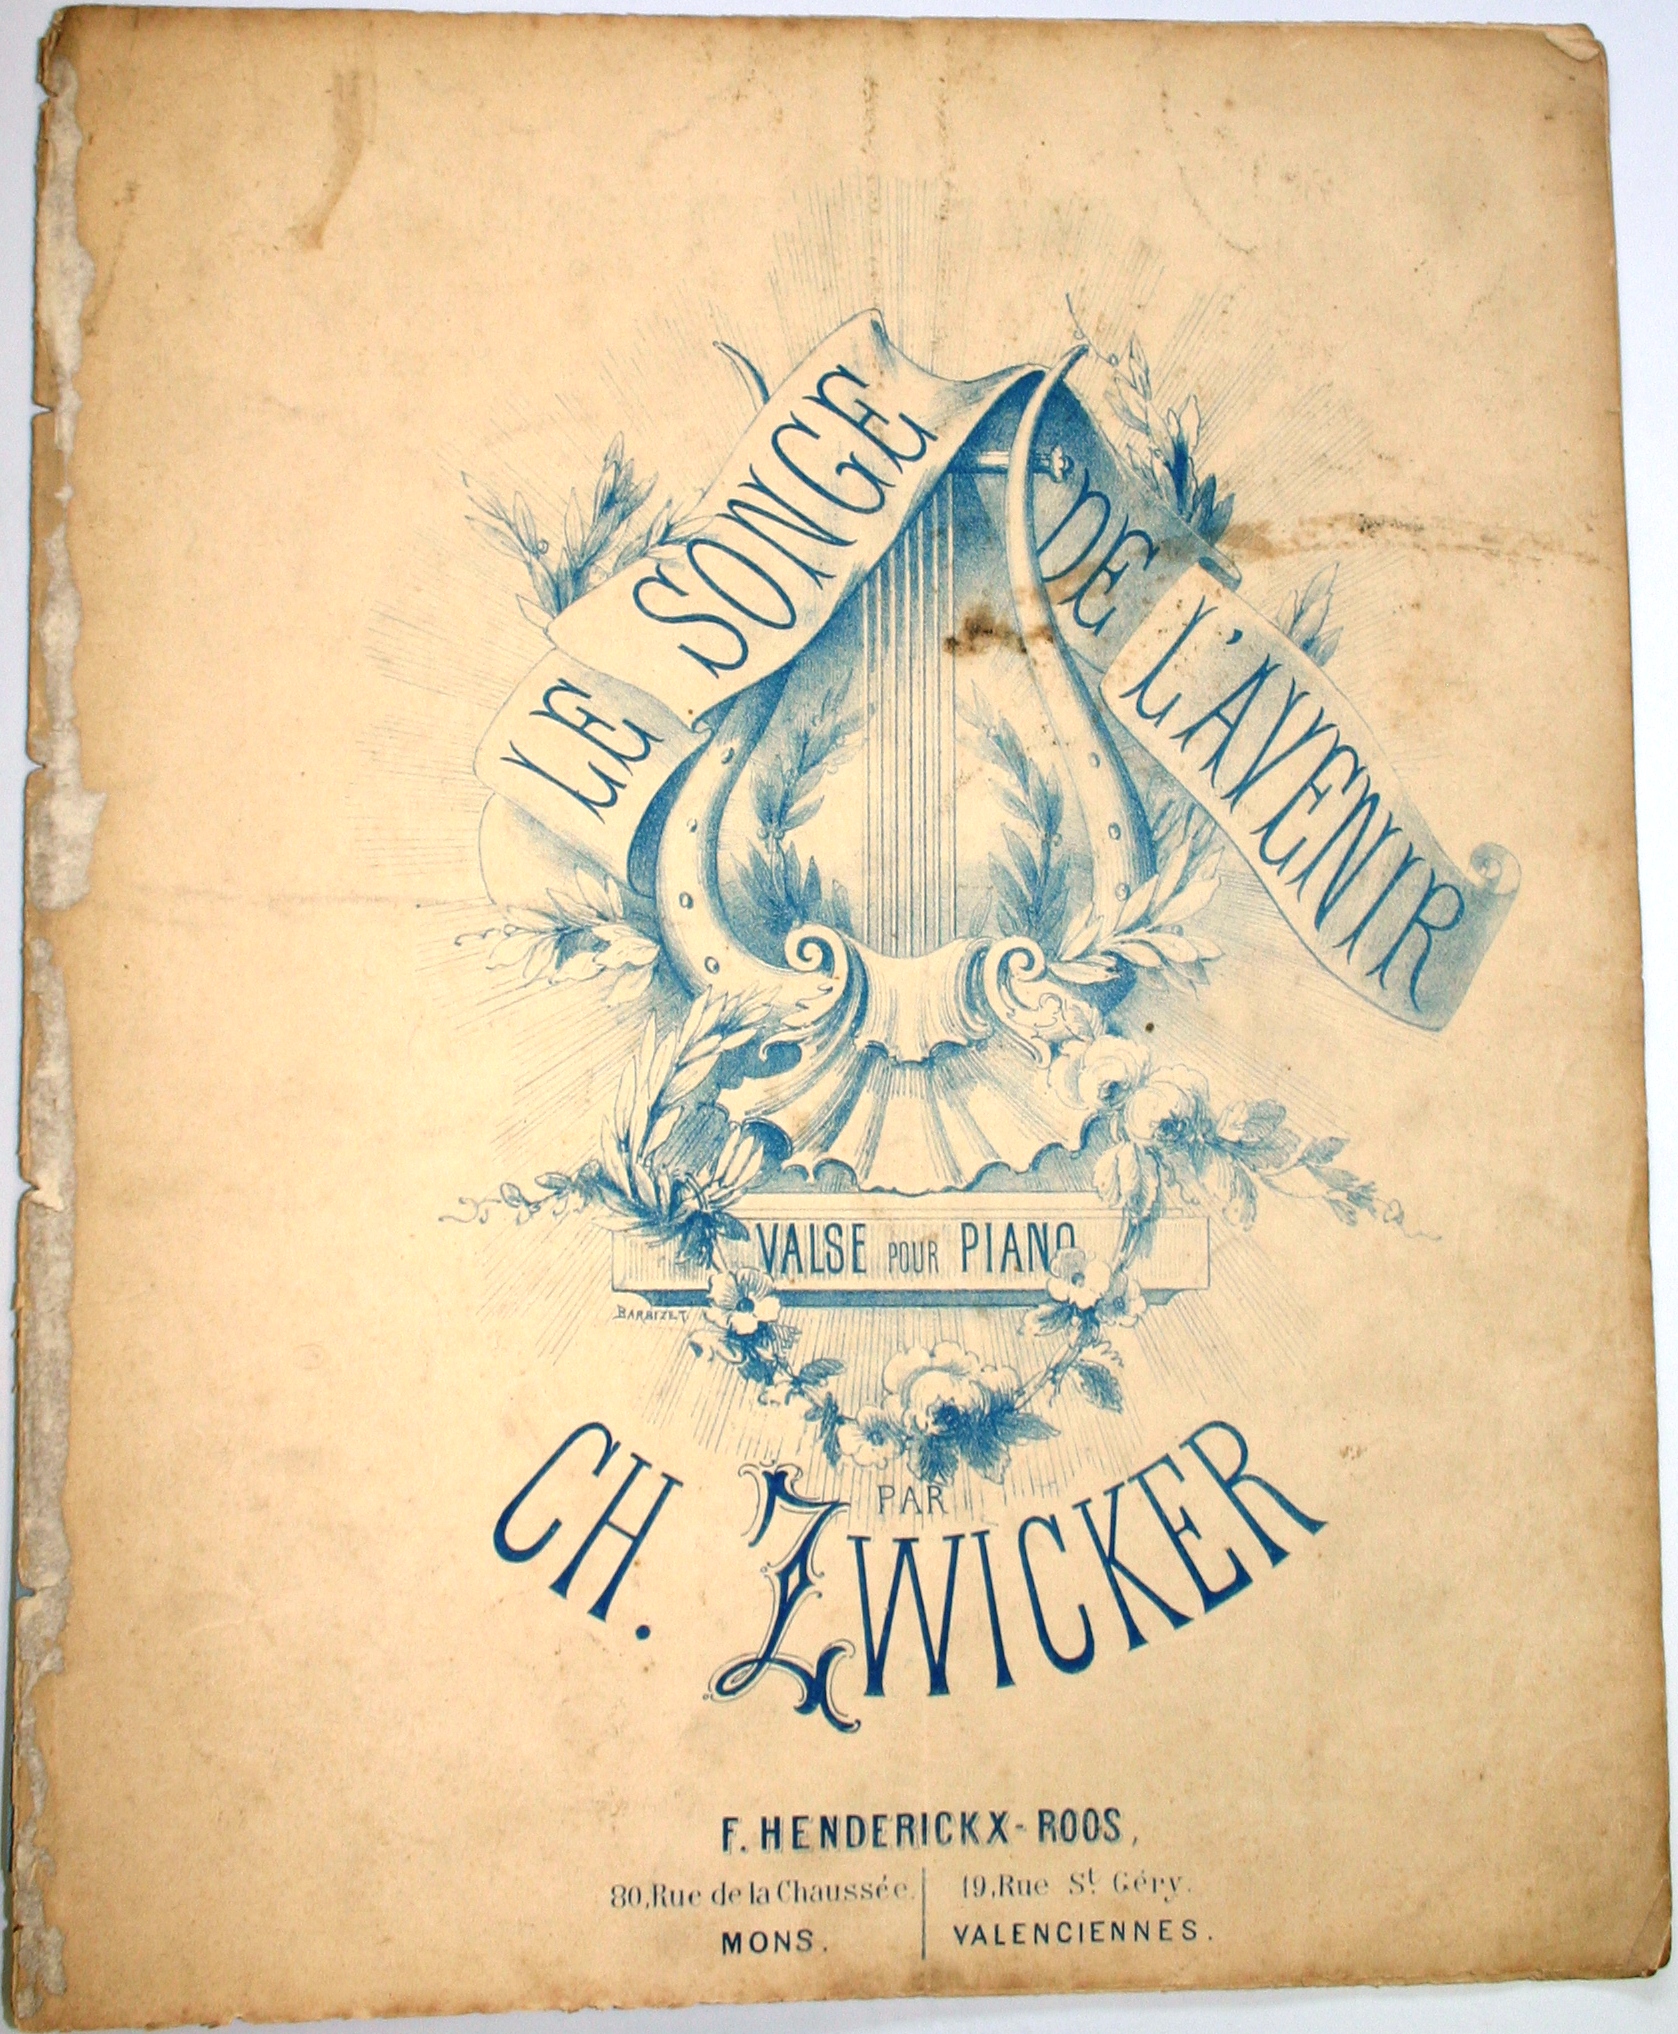 LE SONGE DE L'AVENIR
VALSE POUR PIANO
BARBIZET
PAR
CH. ZWICKER
F. HENDERICKX-ROOS,
80, Rue de la Chaussée.
MONS.
19, Rue St. Géry.
VALENCIENNES.